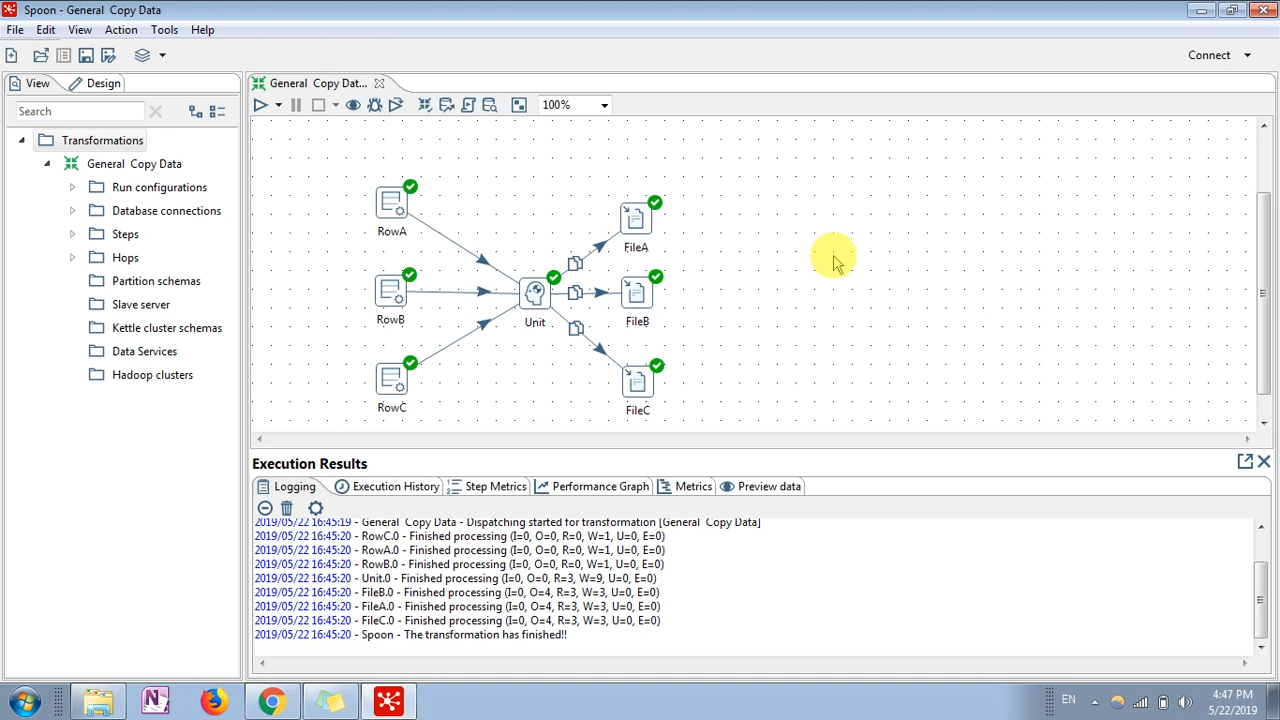 Spoon - General  Copy Data
File Edit View Action Tools Help
Connect
View Design
General  Copy Dat...
Search
100%
Transformations
General  Copy Data
Run configurations
Database connections
Steps
Hops
Partition schemas
Slave server
Kettle cluster schemas
Data Services
Hadoop clusters
RowA
FileA
RowB
Unit
FileB
RowC
FileC
Execution Results
Logging Execution History Step Metrics Performance Graph Metrics Preview data
2019/05/22 16:45:19 - General  Copy Data - Dispatching started for transformation [General  Copy Data]
2019/05/22 16:45:20 - RowC.0 - Finished processing (I=0, O=0, R=0, W=1, U=0, E=0)
2019/05/22 16:45:20 - RowA.0 - Finished processing (I=0, O=0, R=0, W=1, U=0, E=0)
2019/05/22 16:45:20 - RowB.0 - Finished processing (I=0, O=0, R=0, W=1, U=0, E=0)
2019/05/22 16:45:20 - Unit.0 - Finished processing (I=0, O=0, R=3, W=9, U=0, E=0)
2019/05/22 16:45:20 - FileB.0 - Finished processing (I=0, O=4, R=3, W=3, U=0, E=0)
2019/05/22 16:45:20 - FileA.0 - Finished processing (I=0, O=4, R=3, W=3, U=0, E=0)
2019/05/22 16:45:20 - FileC.0 - Finished processing (I=0, O=4, R=3, W=3, U=0, E=0)
2019/05/22 16:45:20 - Spoon - The transformation has finished!!
EN
4:47 PM
5/22/2019